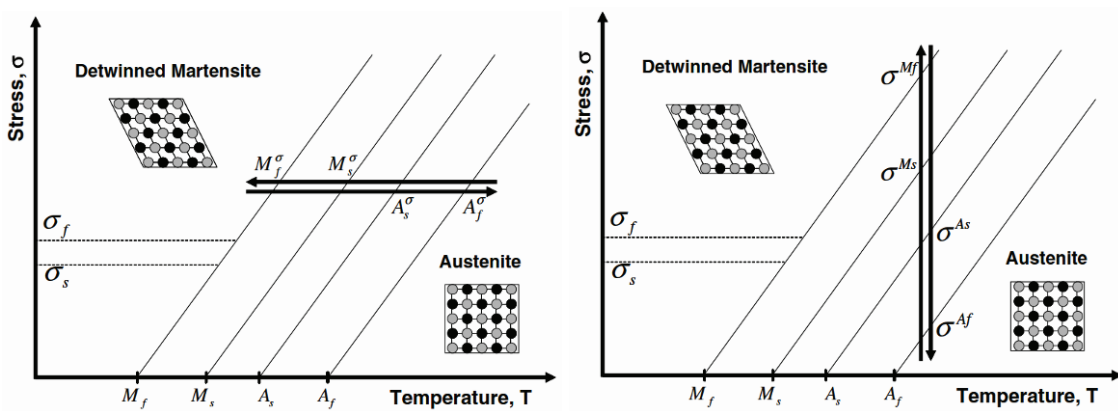 Stress, σ
Detwinned Martensite
M_f^σ
M_s^σ
A_s^σ
A_f^σ
σ_f
σ_s
Austenite
M_f
M_s
A_s
A_f
Temperature, T
Stress, σ
Detwinned Martensite
σ^{Mf}
σ^{Ms}
σ^{As}
σ^{Af}
σ_f
σ_s
Austenite
M_f
M_s
A_s
A_f
Temperature, T